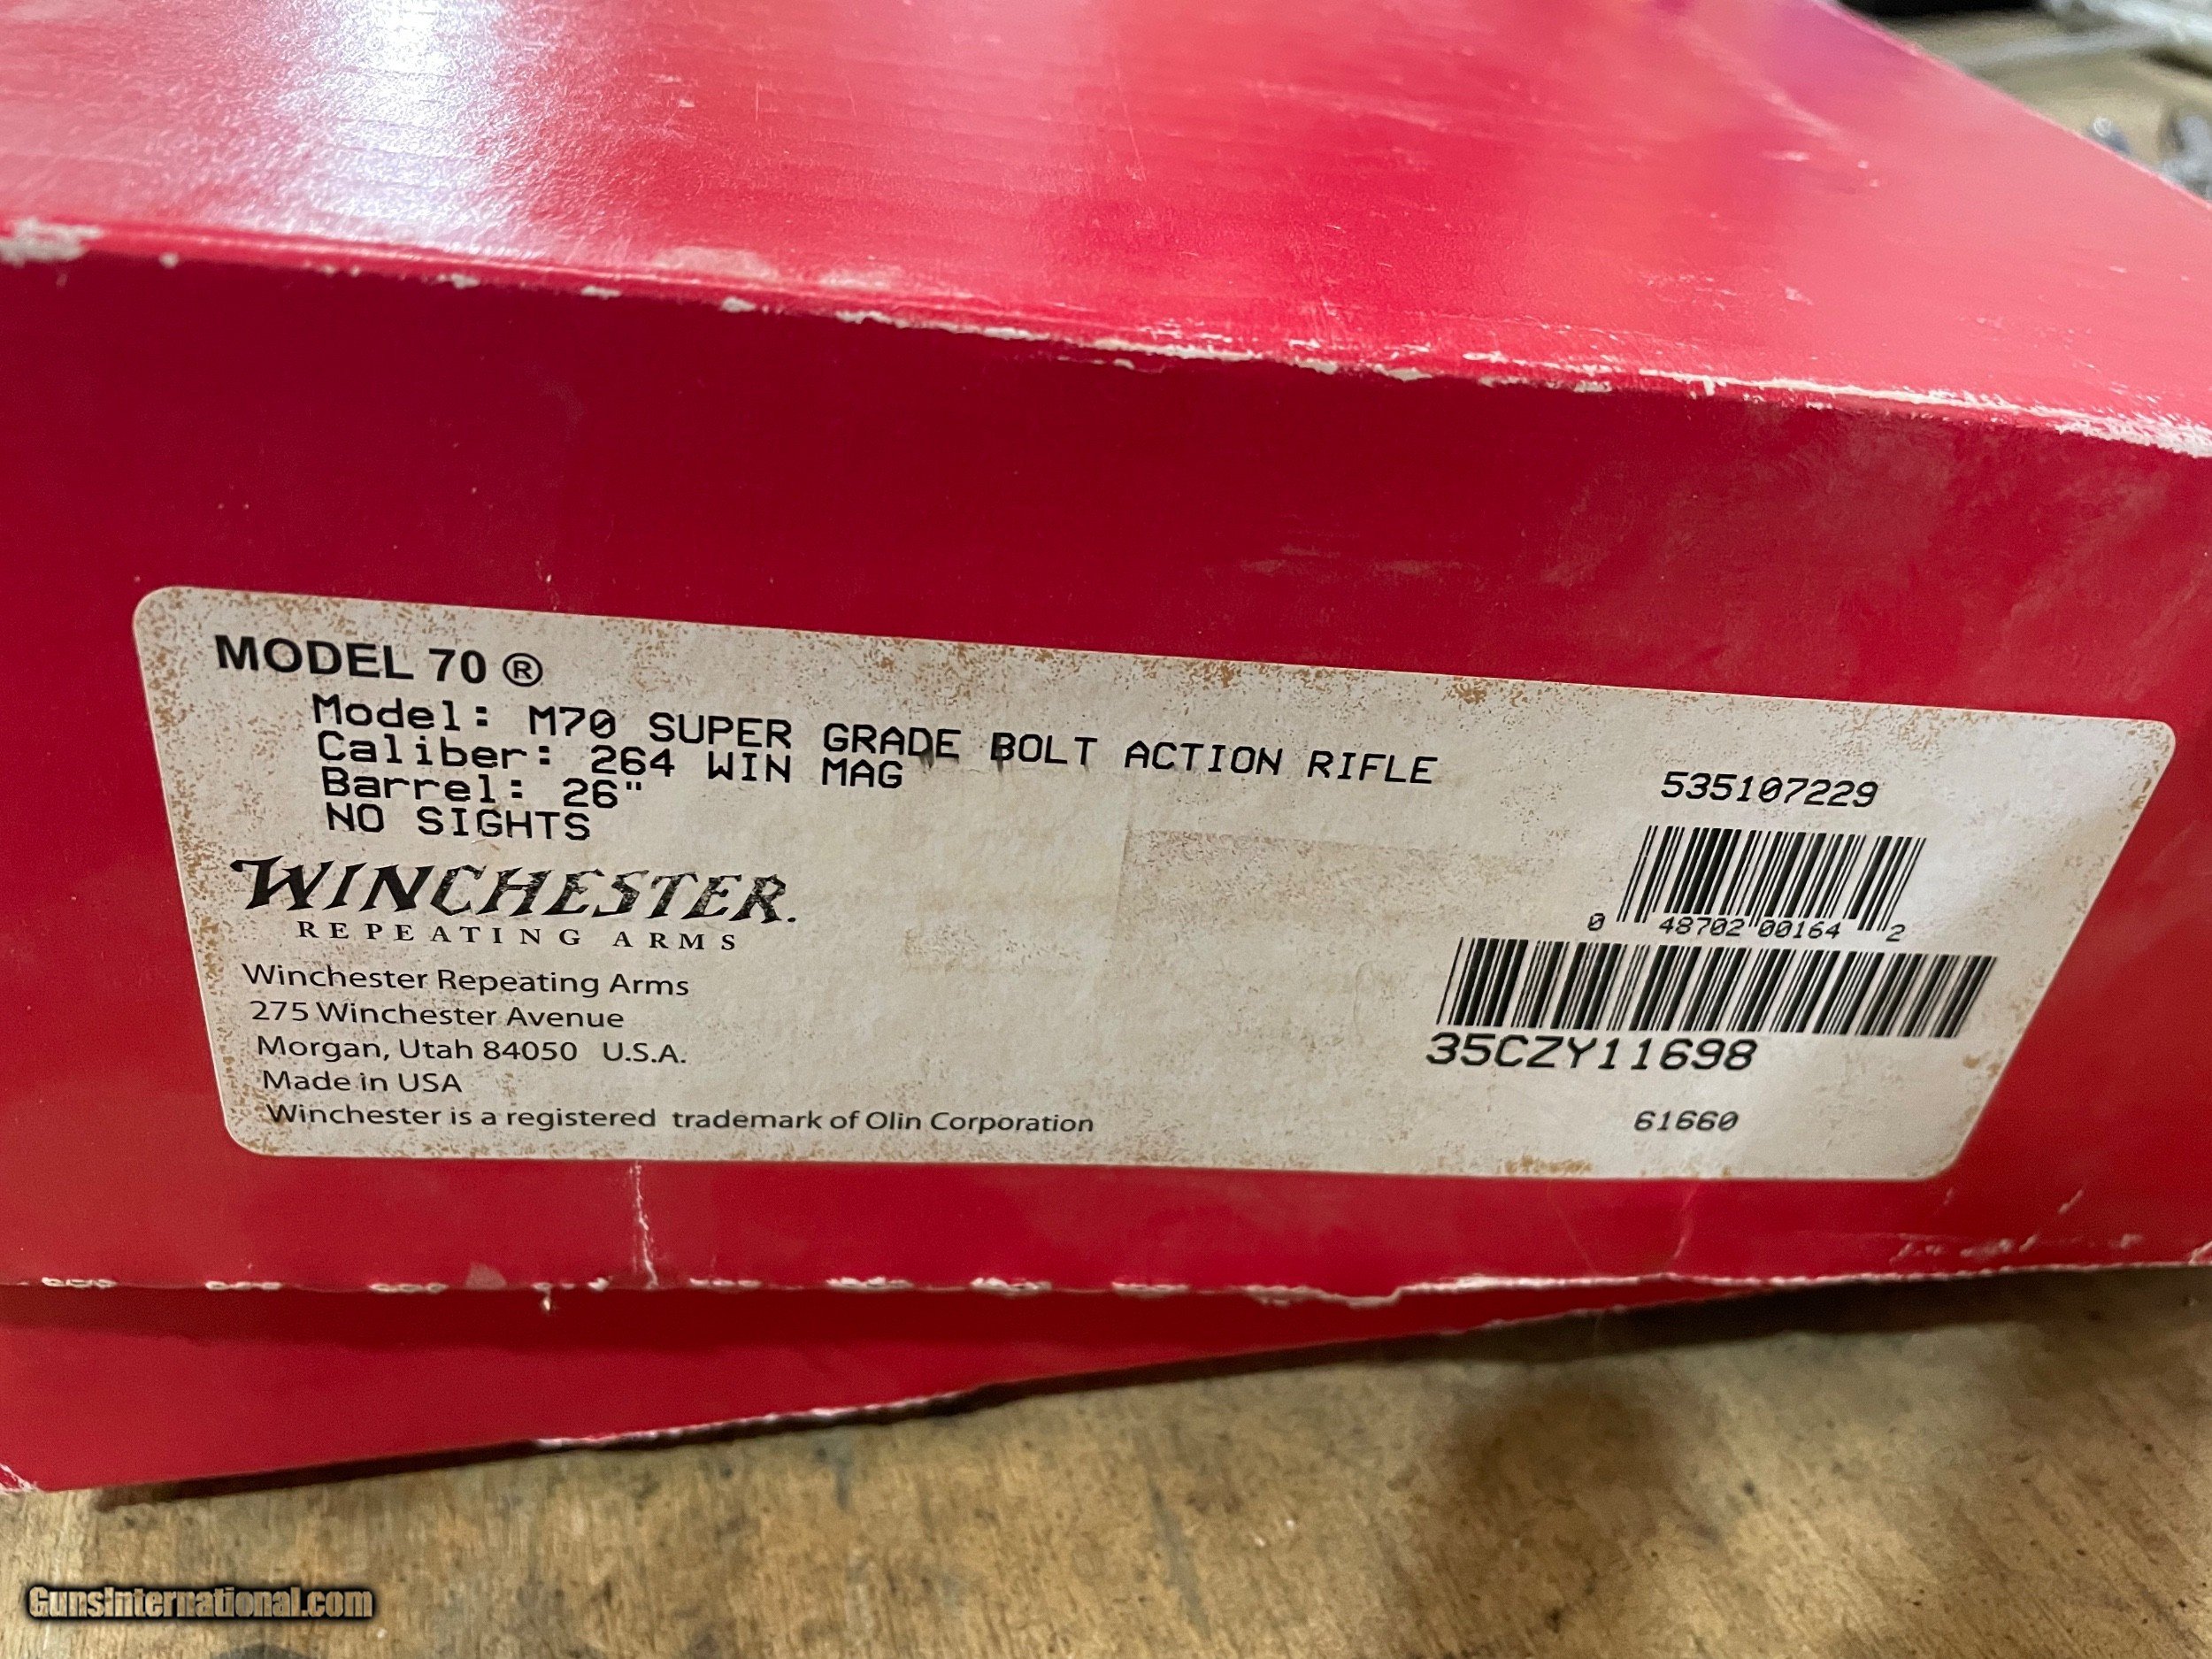 MODEL 70 ®
Model: M70 SUPER GRADE BOLT ACTION RIFLE
Caliber: 264 WIN MAG
Barrel: 26"
NO SIGHTS
WINCHESTER.
REPEATING ARMS
Winchester Repeating Arms
275 Winchester Avenue
Morgan, Utah 84050 U.S.A.
Made in USA
Winchester is a registered trademark of Olin Corporation
535107229
0 48702 00164 2
35CZY11698
61660
GunsInternational.com